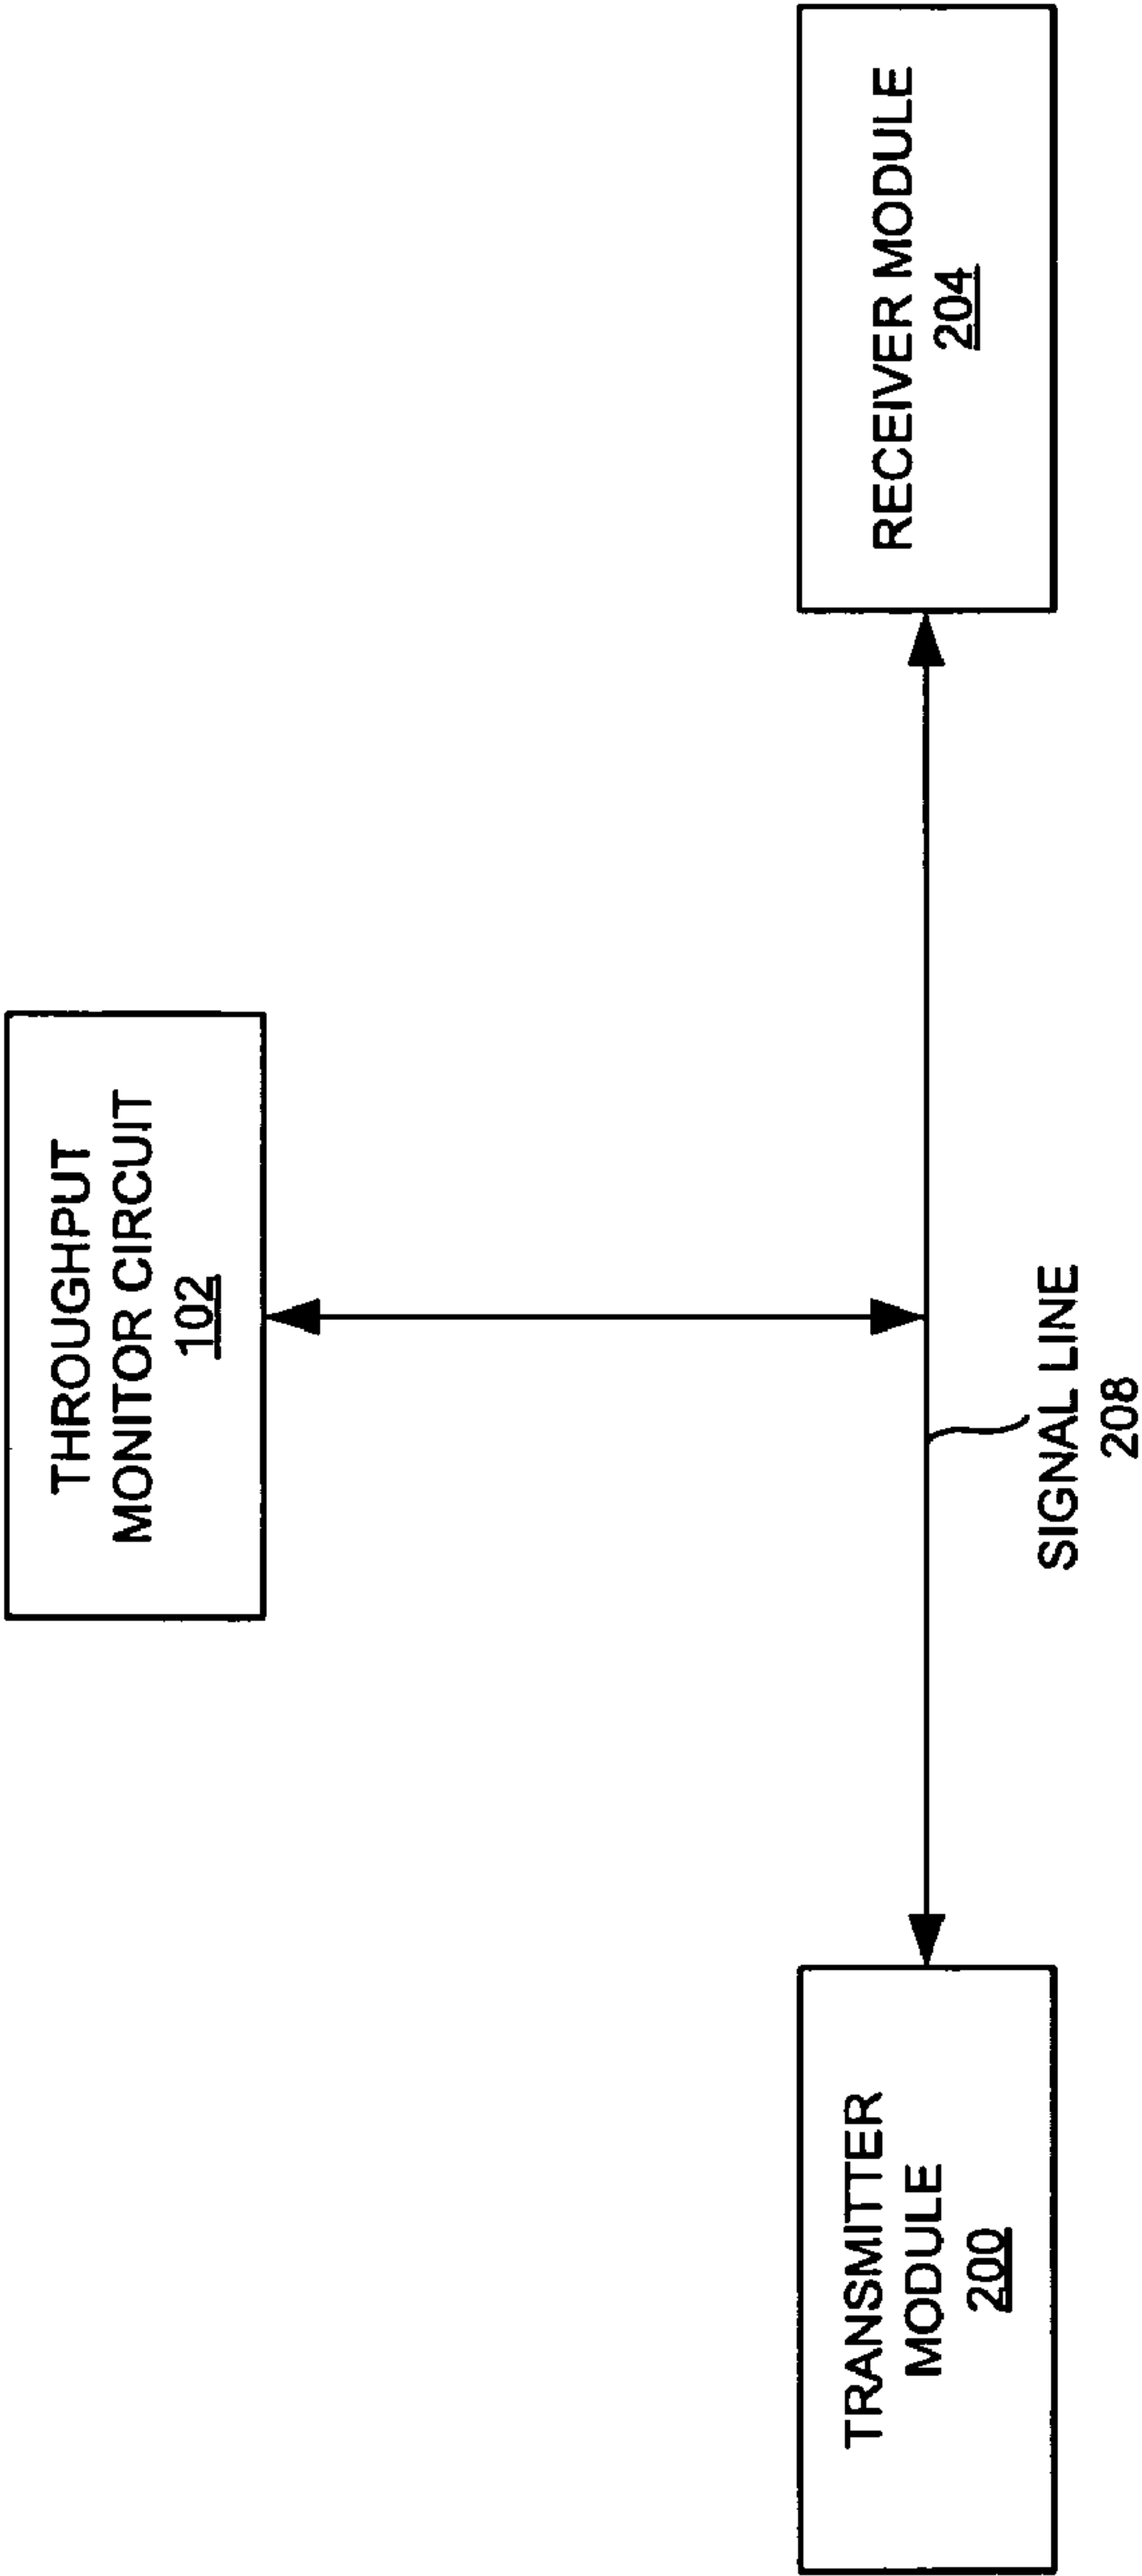 THROUGHPUT
MONITOR CIRCUIT
102
TRANSMITTER
MODULE
200
SIGNAL LINE
208
RECEIVER MODULE
204